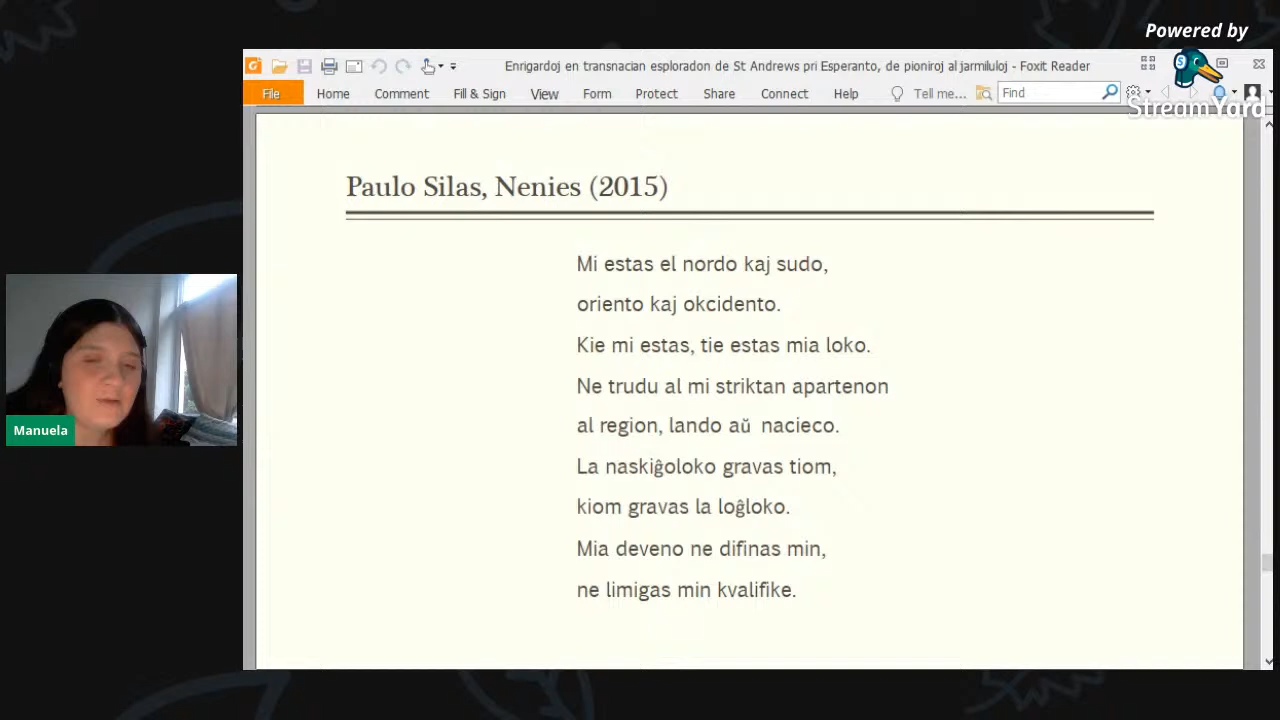 Powered by
StreamYard
Enrigardoj en transnacian esploradon de St Andrews pri Esperanto, de pioniroj al jarmiluloj - Foxit Reader
File Home Comment Fill & Sign View Form Protect Share Connect Help Tell me... Find
Paulo Silas, Nenies (2015)
Mi estas el nordo kaj sudo,
oriento kaj okcidento.
Kie mi estas, tie estas mia loko.
Ne trudu al mi striktan apartenon
al region, lando aŭ nacieco.
La naskiĝoloko gravas tiom,
kiom gravas la loĝloko.
Mia deveno ne difinas min,
ne limigas min kvalifike.
Manuela